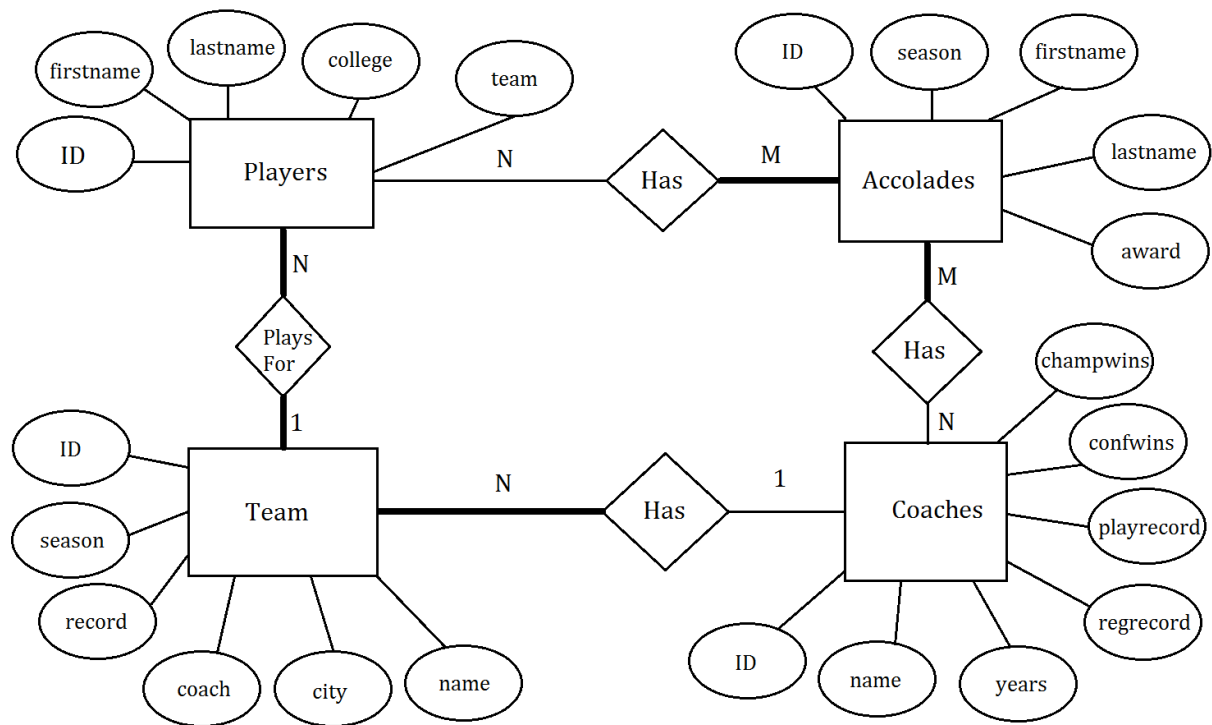 lastname
college
firstname
team
ID
Players
N
Has
M
ID
season
firstname
lastname
Accolades
award
N
Plays
For
1
M
Has
N
champwins
confwins
playrecord
regrecord
Coaches
ID
name
years
ID
season
record
Team
coach
city
name
N
Has
1